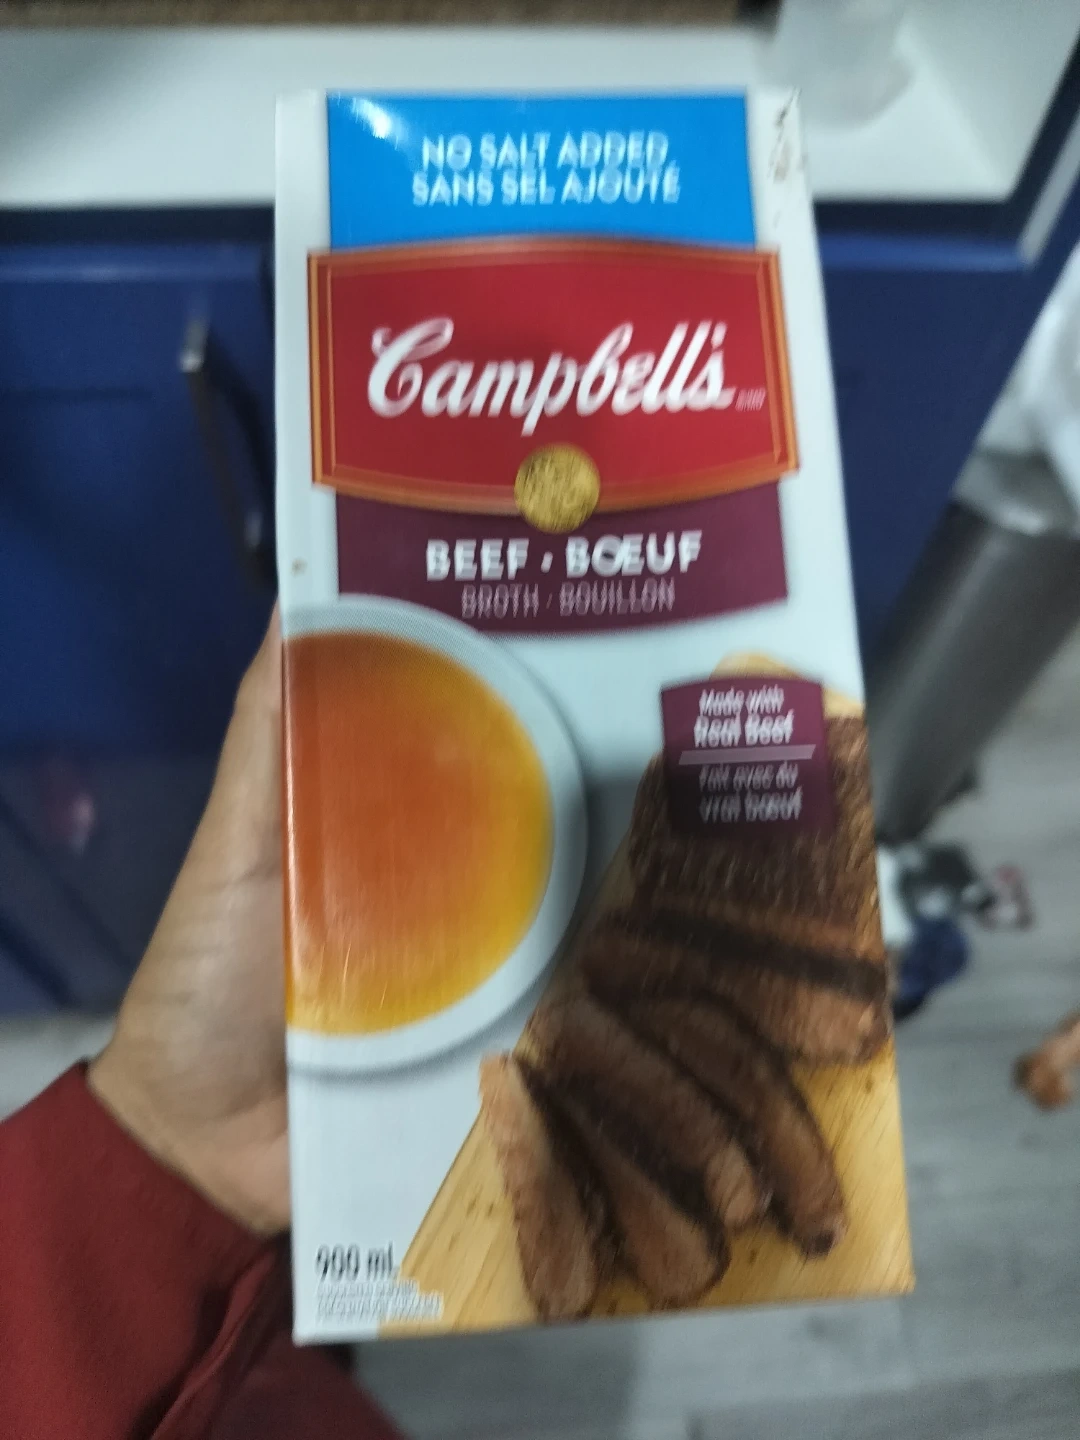 NO SALT ADDED
SANS SEL AJOUTÉ
Campbell's
BEEF · BŒUF
BROTH / BOUILLON
Made with
Real Beef
Fait avec du
vrai bœuf
900 ml